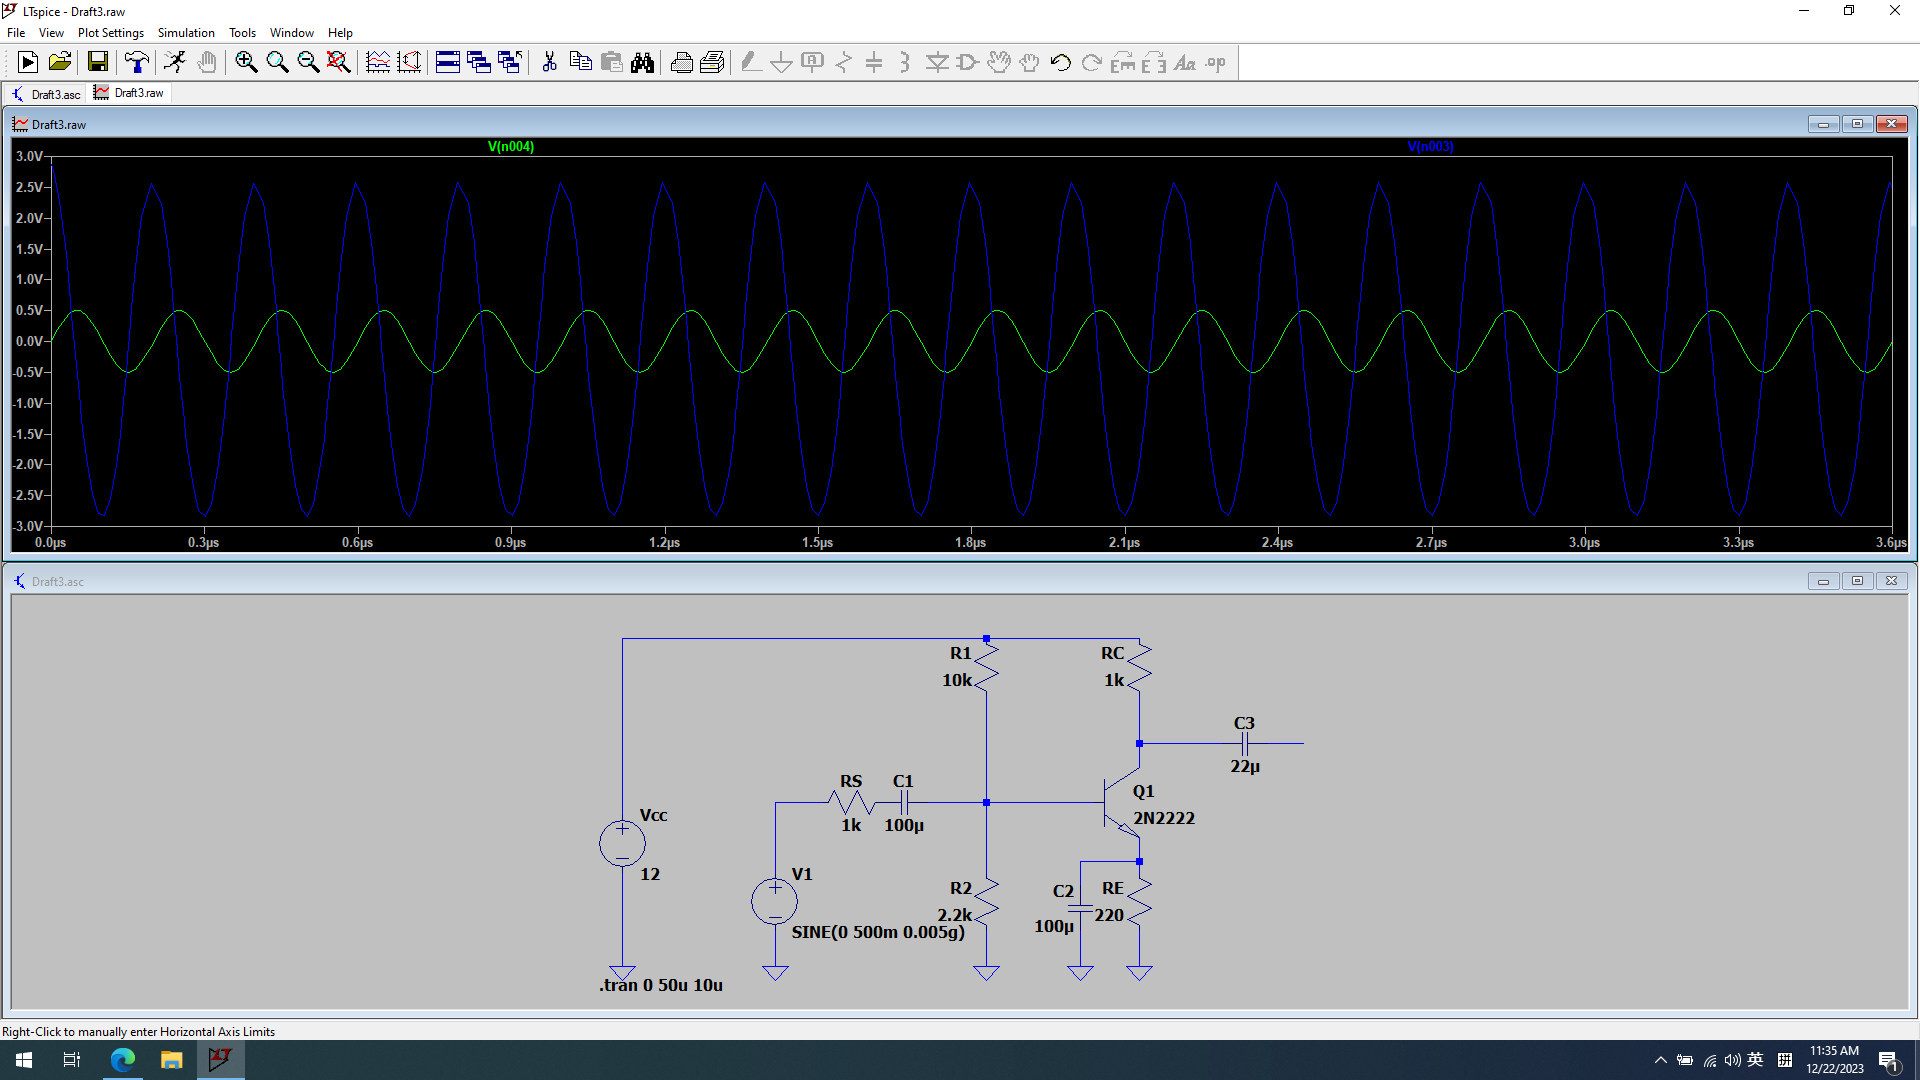 LTspice - Draft3.raw
File View Plot Settings Simulation Tools Window Help
Draft3.asc Draft3.raw
Draft3.raw
V(n004) V(n003)
3.0V
2.5V
2.0V
1.5V
1.0V
0.5V
0.0V
-0.5V
-1.0V
-1.5V
-2.0V
-2.5V
-3.0V
0.0µs 0.3µs 0.6µs 0.9µs 1.2µs 1.5µs 1.8µs 2.1µs 2.4µs 2.7µs 3.0µs 3.3µs 3.6µs
Draft3.asc
R1
10k
RC
1k
C3
22µ
RS
1k
C1
100µ
Q1
2N2222
Vcc
12
V1
SINE(0 500m 0.005g)
R2
2.2k
C2
100µ
RE
220
.tran 0 50u 10u
Right-Click to manually enter Horizontal Axis Limits
英 拼
11:35 AM
12/22/2023
1